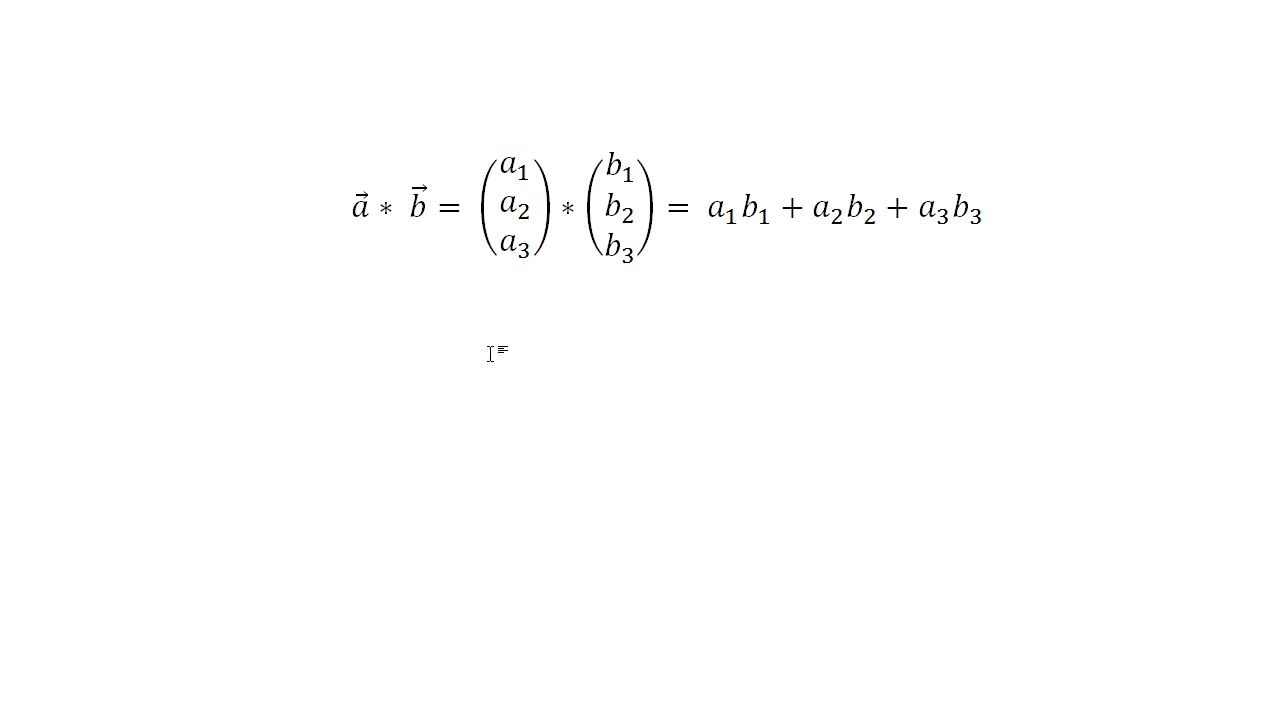 a⃗ ∗ b⃗ = (a₁ a₂ a₃) ∗ (b₁ b₂ b₃) = a₁b₁ + a₂b₂ + a₃b₃